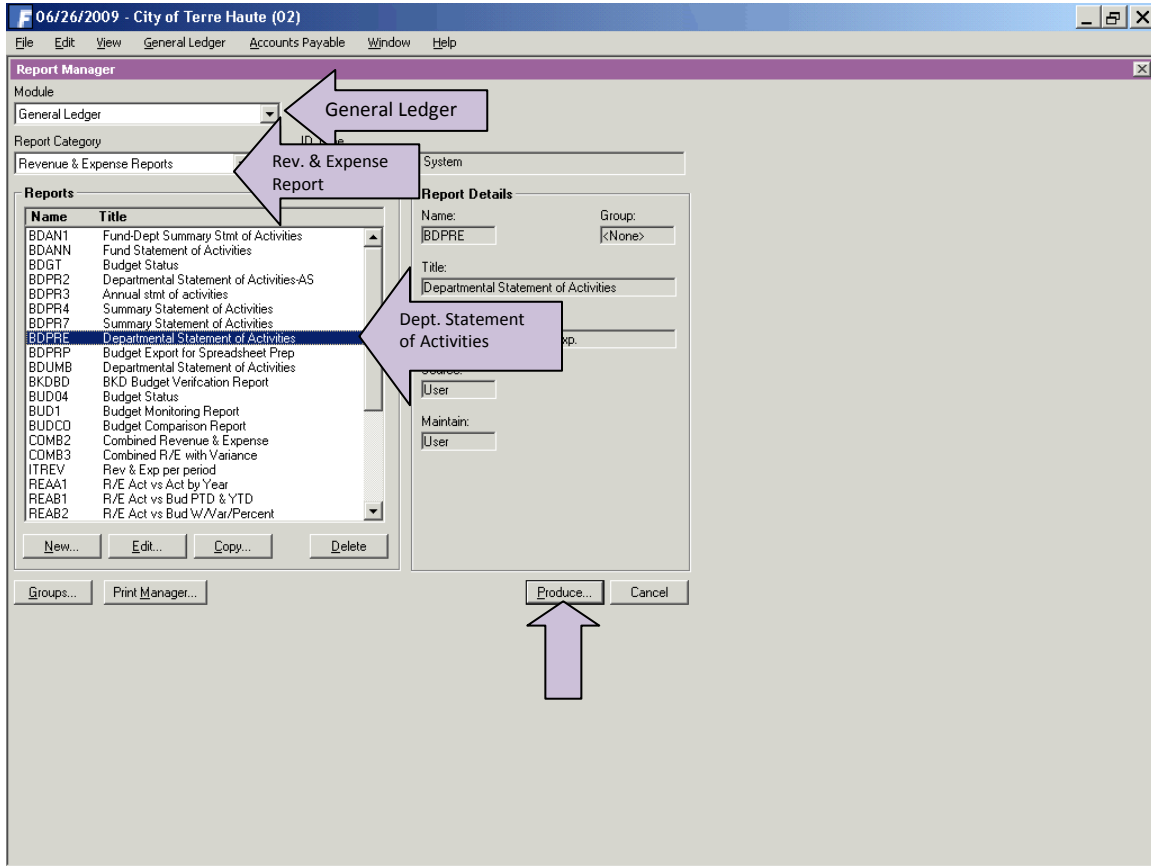 06/26/2009 - City of Terre Haute (02)
File Edit View General Ledger Accounts Payable Window Help
Report Manager
Module
General Ledger
General Ledger
Report Category
Revenue & Expense Reports
Rev. & Expense
Report
System
Reports
Name Title
BDAN1 Fund-Dept Summary Stmt of Activities
BDANN Fund Statement of Activities
BDGT Budget Status
BDPR2 Departmental Statement of Activities-AS
BDPR3 Annual stmt of activities
BDPR4 Summary Statement of Activities
BDPR7 Summary Statement of Activities
BDPRE Departmental Statement of Activities
BDPRP Budget Export for Spreadsheet Prep
BDUMB Departmental Statement of Activities
BKDBD BKD Budget Verifcation Report
BUD04 Budget Status
BUD1 Budget Monitoring Report
BUDCO Budget Comparison Report
COMB2 Combined Revenue & Expense
COMB3 Combined R/E with Variance
ITREV Rev & Exp per period
REAA1 R/E Act vs Act by Year
REAB1 R/E Act vs Bud PTD & YTD
REAB2 R/E Act vs Bud W/Var/Percent
New... Edit... Copy... Delete
Report Details
Name: Group:
BDPRE <None>
Title:
Departmental Statement of Activities
Dept. Statement
of Activities
xp.
Source:
User
Maintain:
User
Groups... Print Manager... Produce... Cancel